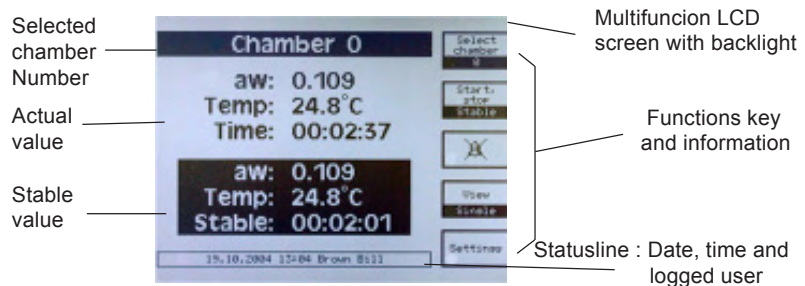 Selected
chamber
Number
Actual
value
Stable
value
Chamber 0
aw: 0.109
Temp: 24.8°C
Time: 00:02:37
aw: 0.109
Temp: 24.8°C
Stable: 00:02:01
19.10.2004 13:04 Brown Bill
Select
chamber
0
Start,
stop
Stable
View
Single
Settings
Multifuncion LCD
screen with backlight
Functions key
and information
Statusline : Date, time and
logged user